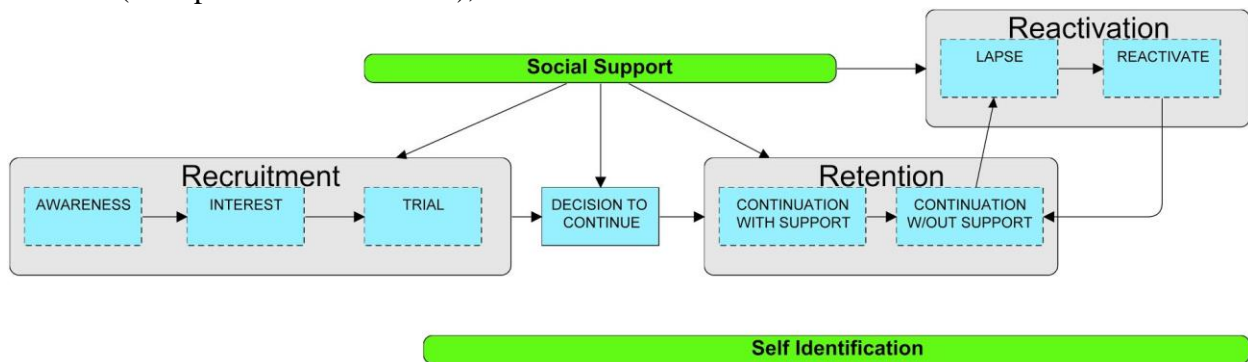 Reactivation
LAPSE
REACTIVATE
Social Support
Recruitment
AWARENESS
INTEREST
TRIAL
DECISION TO
CONTINUE
Retention
CONTINUATION
WITH SUPPORT
CONTINUATION
W/OUT SUPPORT
Self Identification